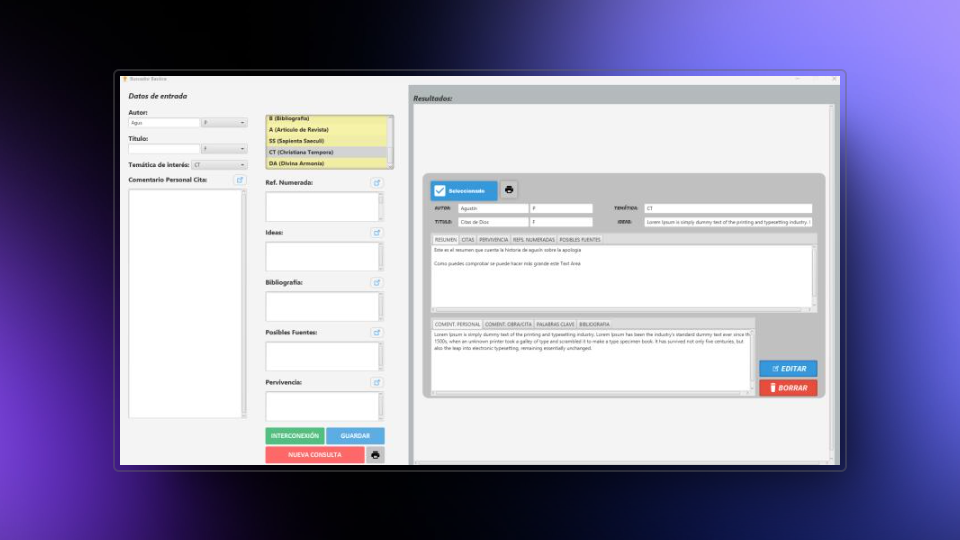 Datos de entrada
Autor:
Agus
P
Título:
P
Temática de interés:
CT
Comentario Personal Cita:
B (Bibliografía)
A (Artículo de Revista)
SS (Sapienta Saeculi)
CT (Christiana Tempora)
DA (Divina Armonía)
Ref. Numerada:
Ideas:
Bibliografía:
Posibles Fuentes:
Pervivencia:
INTERCONEXIÓN
GUARDAR
NUEVA CONSULTA
Resultados:
Seleccionado
AUTOR: Agustín P TEMÁTICA: CT
TITULO: Citas de Dios P IDEAS: Lorem Ipsum is simply dummy text of the printing and typesetting industry.
RESUMEN CITAS PERVIVENCIA REFS. NUMERADAS POSIBLES FUENTES
Este es el resumen que cuenta la historia de agustín sobre la apología
Como puedes comprobar se puede hacer más grande este Text Area
COMENT. PERSONAL COMENT. OBRA/CITA PALABRAS CLAVE BIBLIOGRAFIA
Lorem Ipsum is simply dummy text of the printing and typesetting industry. Lorem Ipsum has been the industry's standard dummy text ever since th
1500s, when an unknown printer took a galley of type and scrambled it to make a type specimen book. It has survived not only five centuries, but
also the leap into electronic typesetting, remaining essentially unchanged.
EDITAR
BORRAR